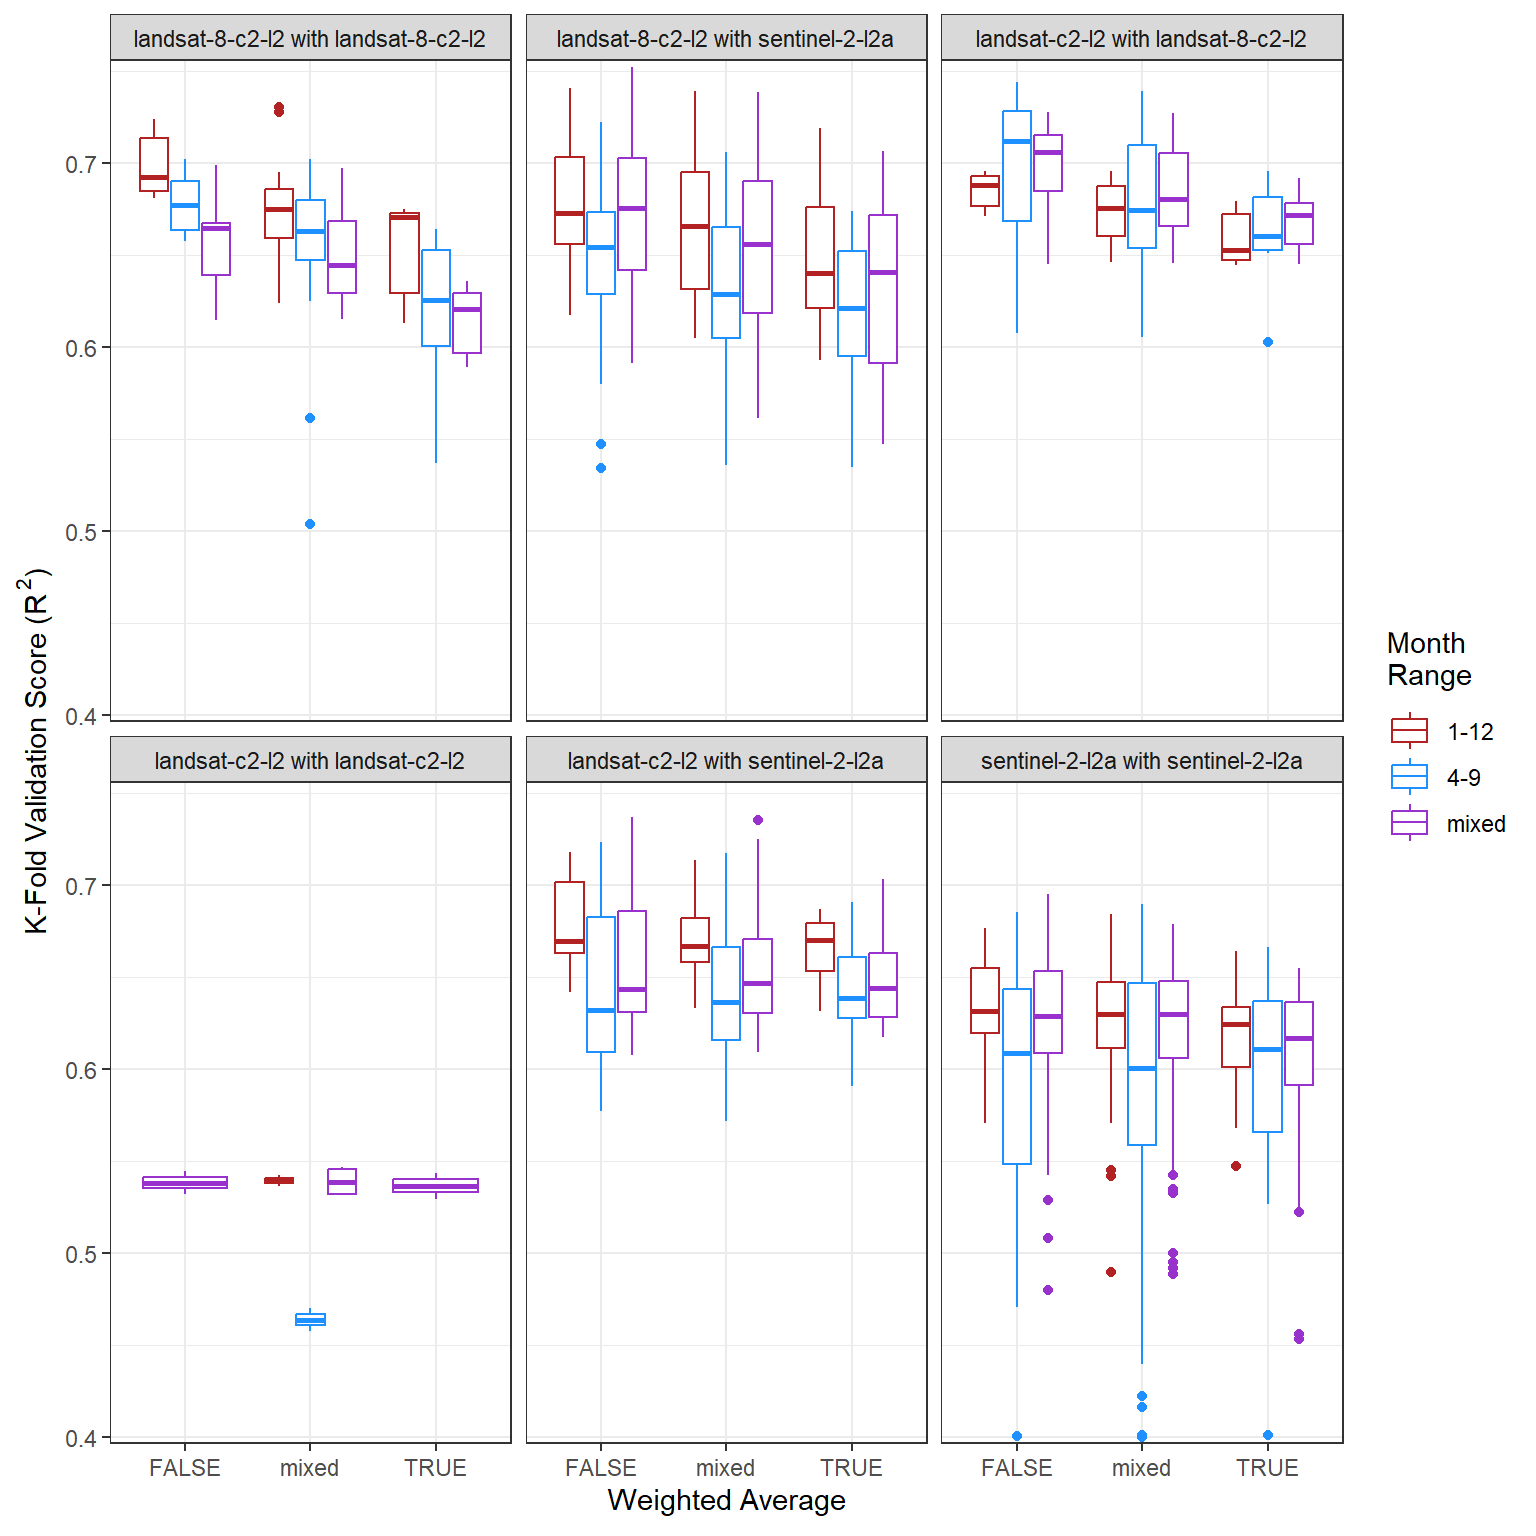 landsat-8-c2-l2 with landsat-8-c2-l2
landsat-8-c2-l2 with sentinel-2-l2a
landsat-c2-l2 with landsat-8-c2-l2
0.7
0.6
0.5
0.4
landsat-c2-l2 with landsat-c2-l2
landsat-c2-l2 with sentinel-2-l2a
sentinel-2-l2a with sentinel-2-l2a
0.7
0.6
0.5
0.4
FALSE mixed TRUE
FALSE mixed TRUE
FALSE mixed TRUE
Weighted Average
K-Fold Validation Score (R²)
Month
Range
1-12
4-9
mixed